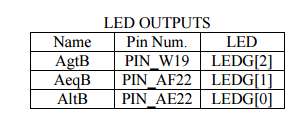 LED OUTPUTS
Name Pin Num. LED
AgtB PIN_W19 LEDG[2]
AeqB PIN_AF22 LEDG[1]
AltB PIN_AE22 LEDG[0]